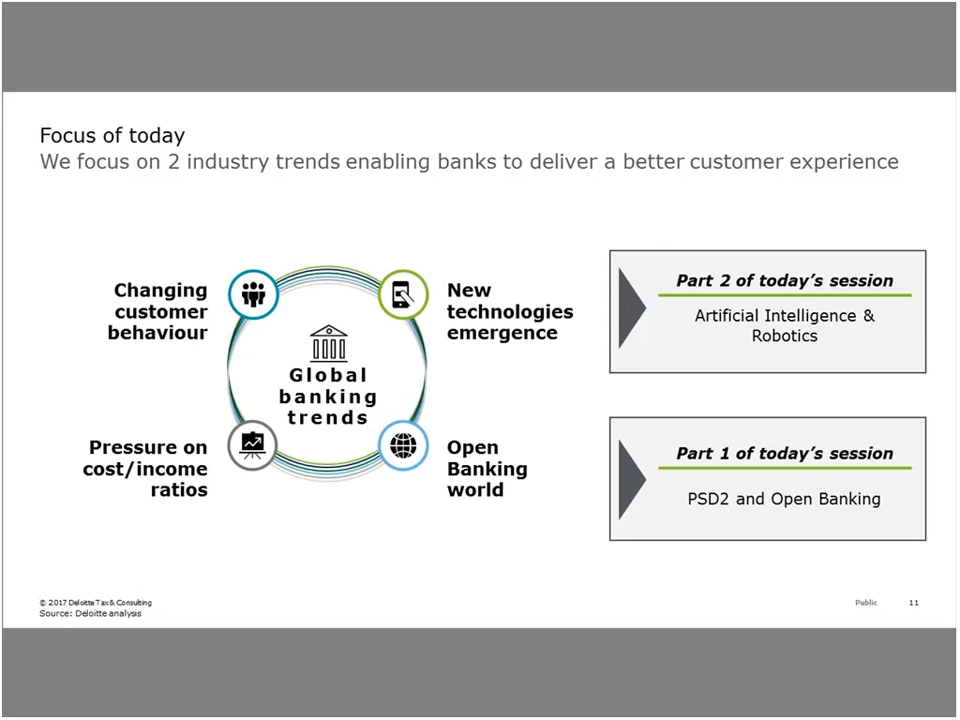 Focus of today
We focus on 2 industry trends enabling banks to deliver a better customer experience
Changing
customer
behaviour
New
technologies
emergence
Global
banking
trends
Pressure on
cost/income
ratios
Open
Banking
world
Part 2 of today's session
Artificial Intelligence &
Robotics
Part 1 of today's session
PSD2 and Open Banking
© 2017 Deloitte Tax & Consulting
Source: Deloitte analysis
Public
11